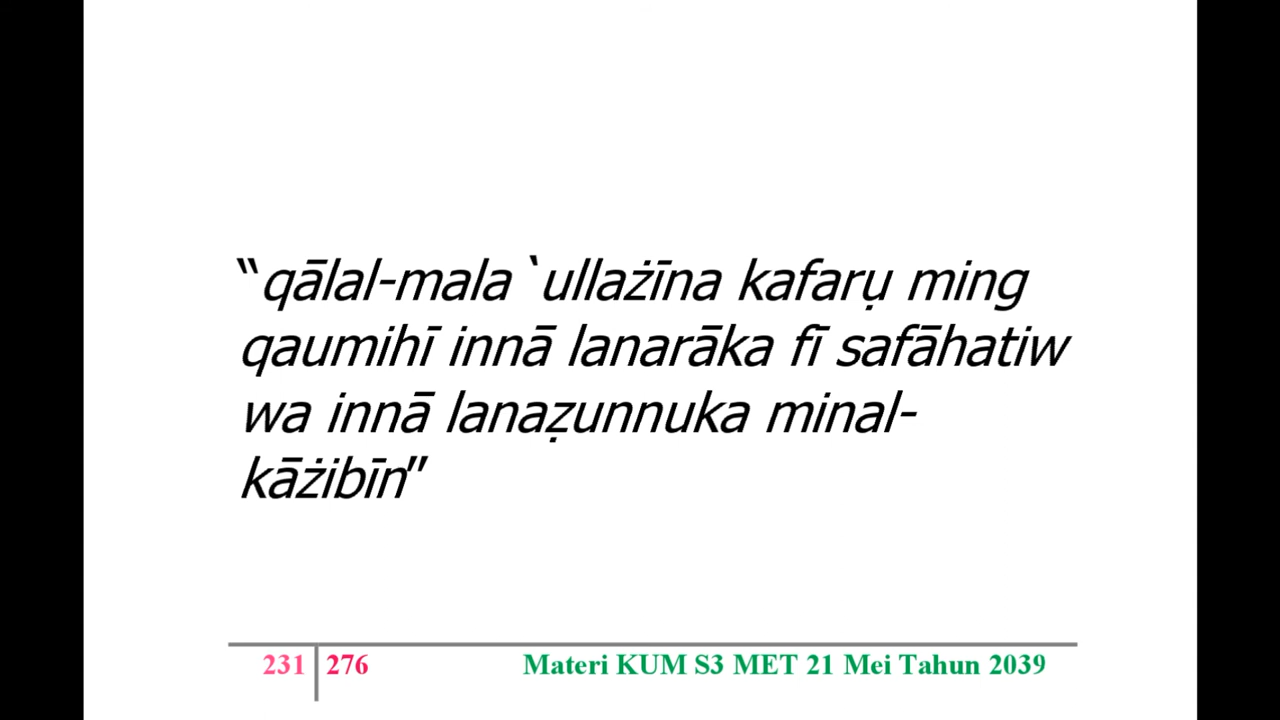 “qālal-mala`ullażīna kafarụ ming
qaumihī innā lanarāka fī safāhatiw
wa innā lanaẓunnuka minal-
kāżibīn”
231 276 Materi KUM S3 MET 21 Mei Tahun 2039